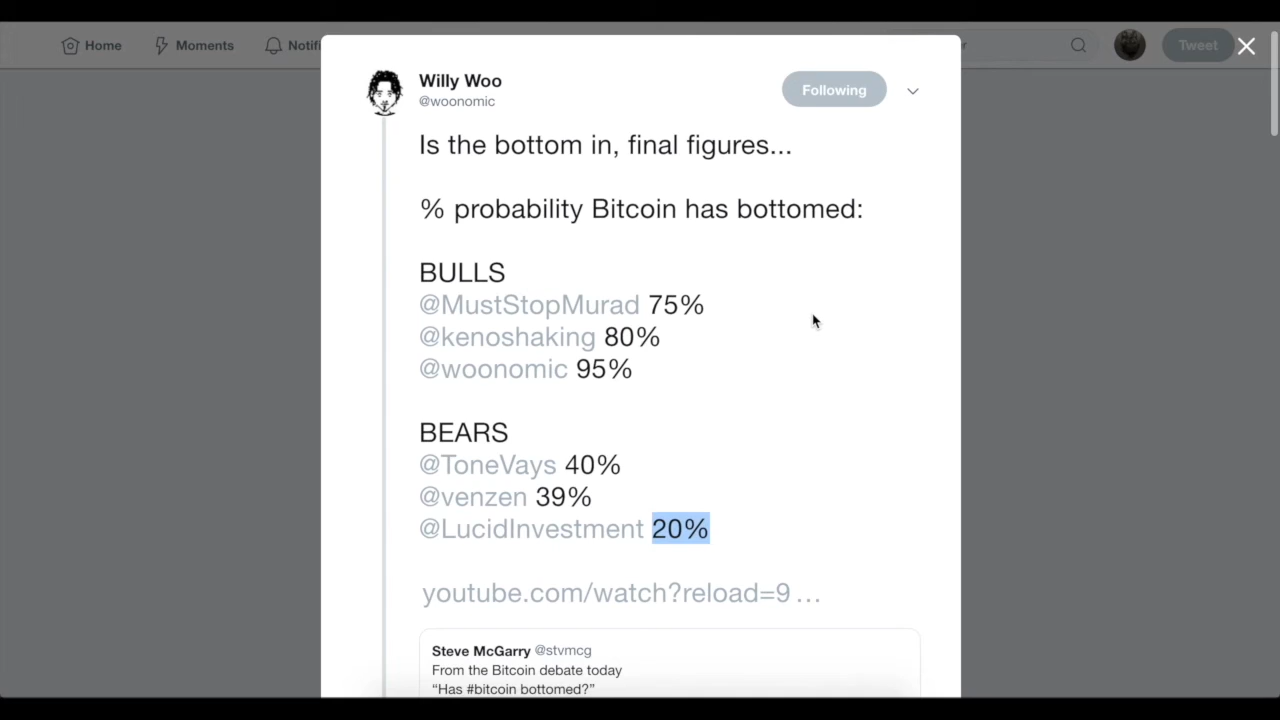 Home Moments Notifi r Tweet
Willy Woo
@woonomic
Following
Is the bottom in, final figures...
% probability Bitcoin has bottomed:
BULLS
@MustStopMurad 75%
@kenoshaking 80%
@woonomic 95%
BEARS
@ToneVays 40%
@venzen 39%
@LucidInvestment 20%
youtube.com/watch?reload=9 ...
Steve McGarry @stvmcg
From the Bitcoin debate today
“Has #bitcoin bottomed?”